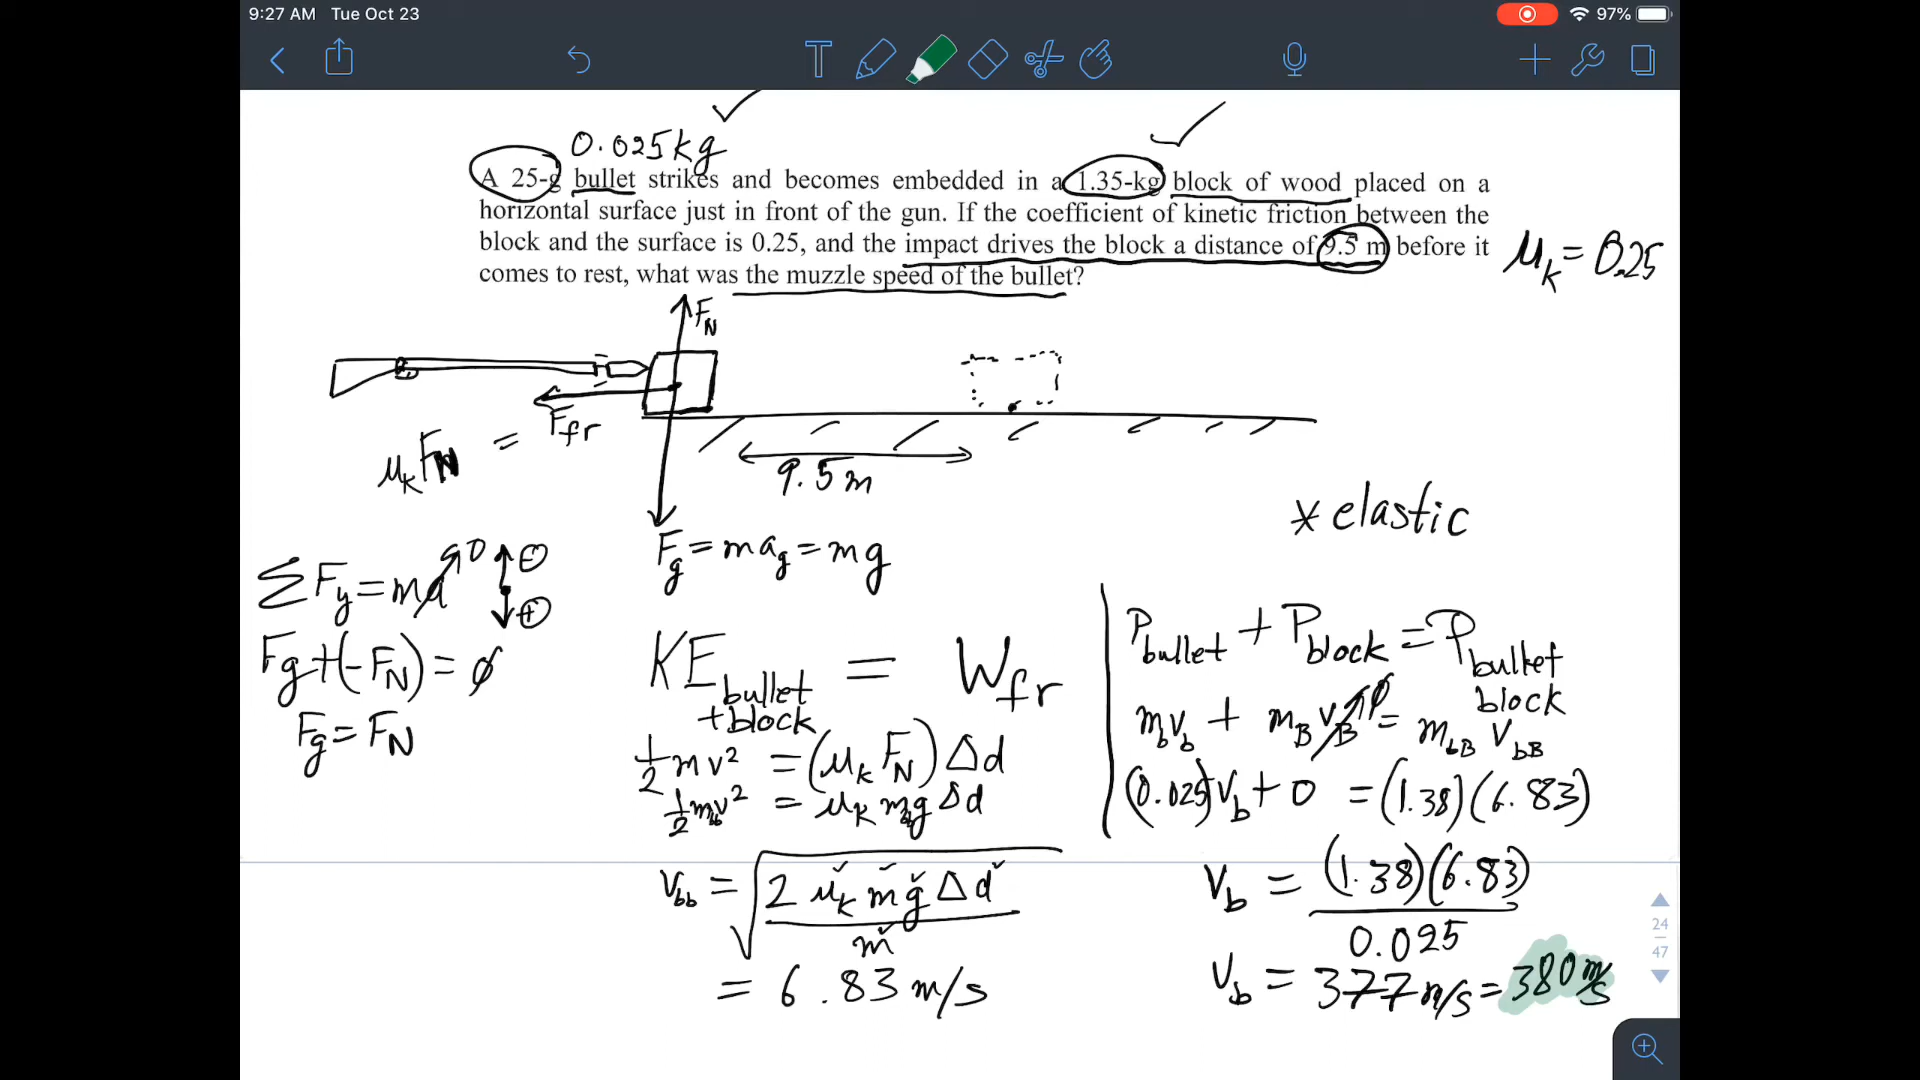 9:27 AM Tue Oct 23
97%
0.025kg
A 25-g bullet strikes and becomes embedded in a 1.35-kg block of wood placed on a
horizontal surface just in front of the gun. If the coefficient of kinetic friction between the
block and the surface is 0.25, and the impact drives the block a distance of 9.5 m before it
comes to rest, what was the muzzle speed of the bullet?
μk = 0.25
FN
μk FN = Ffr
9.5m
Fg = mag = mg
* elastic
ΣFy = ma 0 ⊖
⊕
Fg + (-FN) = 0
Fg = FN
KE bullet + block = Wfr
½ mv² = (μk FN) Δd
½ mv² = μk mg Δd
vbb = √(2 μk m g Δd / m)
= 6.83 m/s
Pbullet + Pblock = Pbullet block
mbvb + mBvB 0 = mbB vbB
(0.025)vb + 0 = (1.38)(6.83)
vb = (1.38)(6.83)
0.025
vb = 377 m/s = 380 m/s
24
47